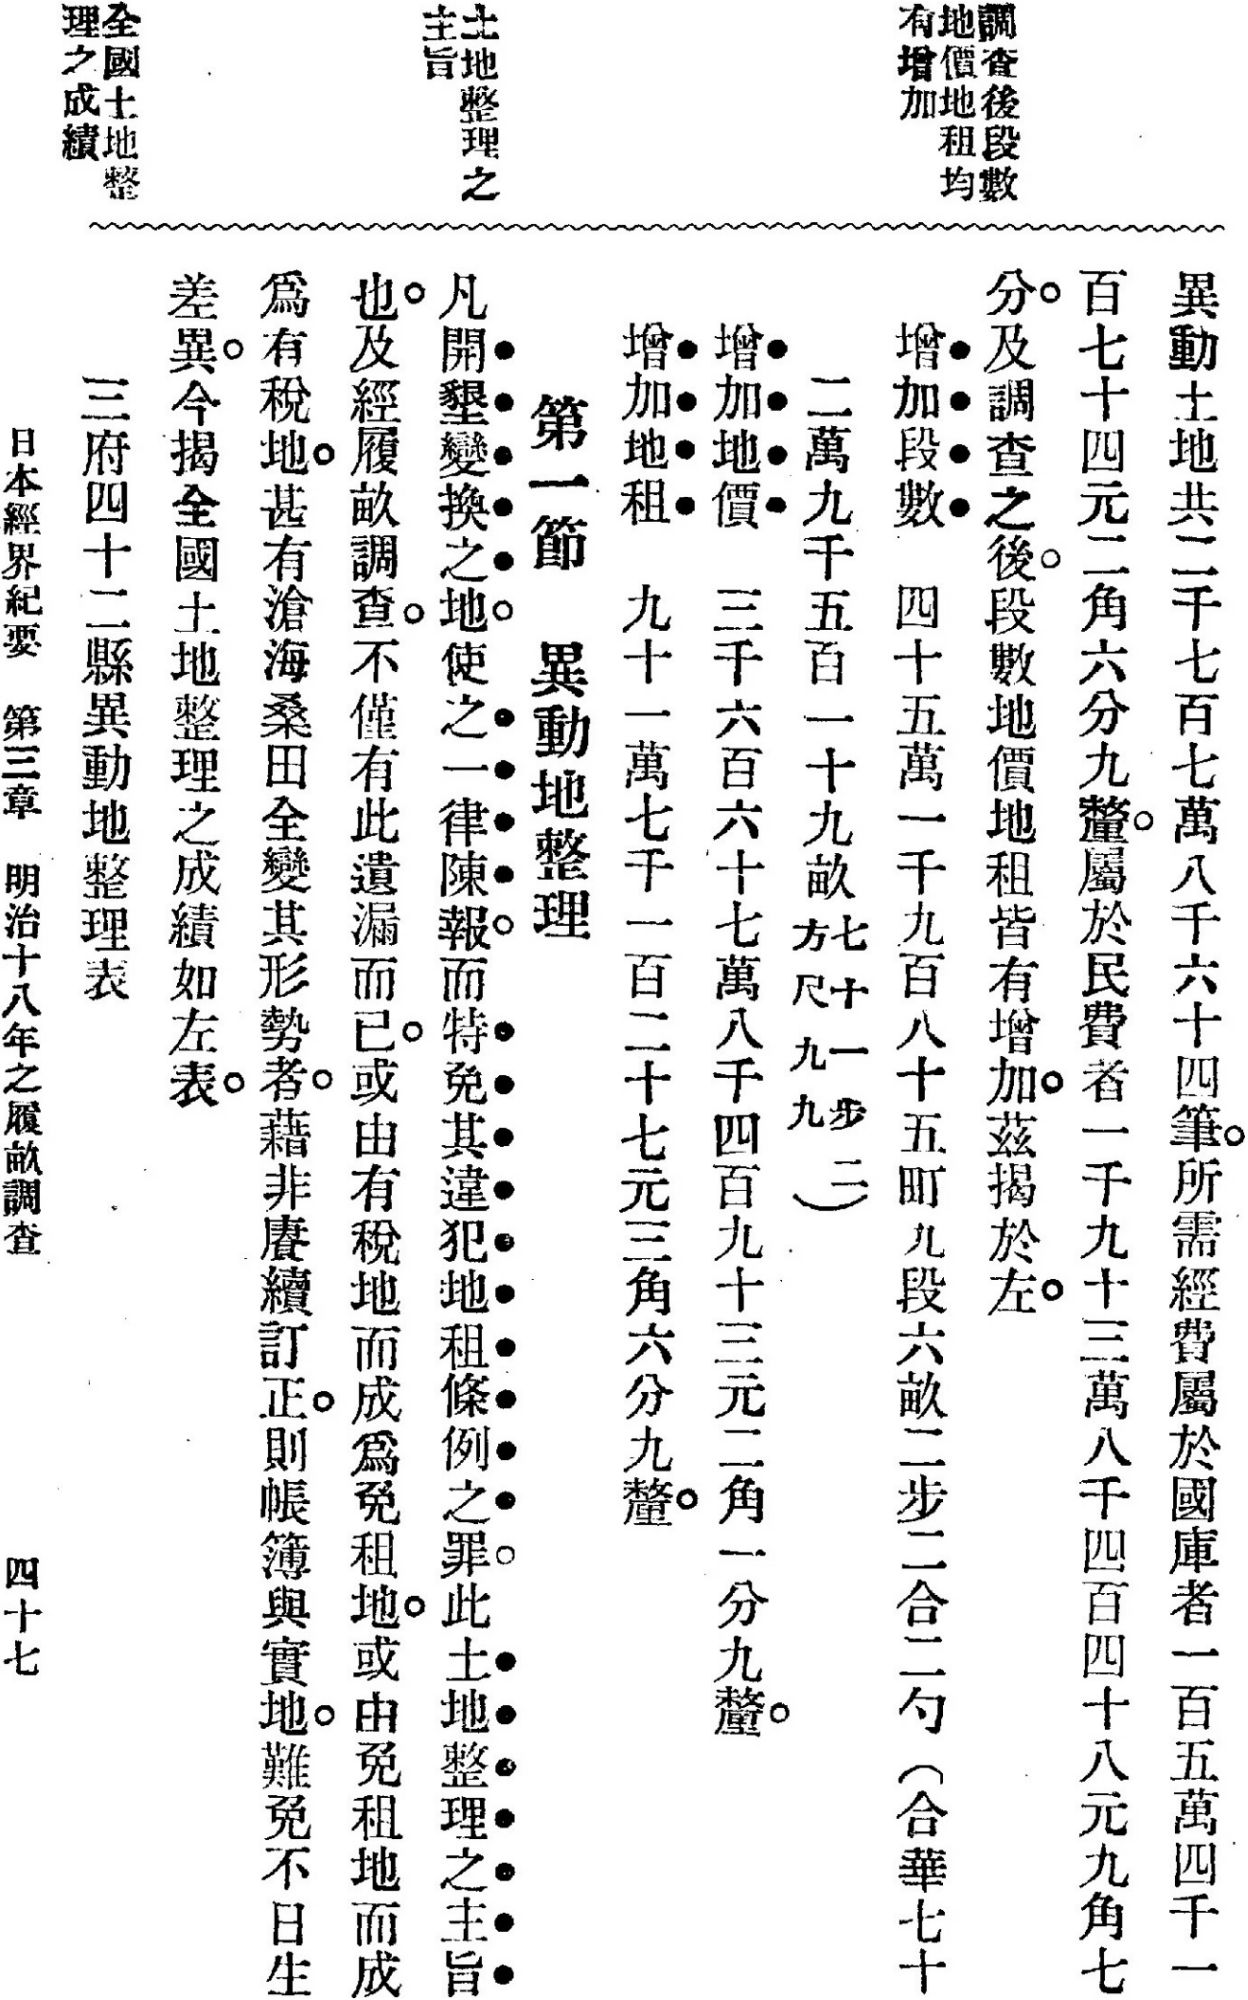 調查後段數
地價地租均
有增加
土地整理之
主旨
全國土地整
理之成績
異動土地共二千七百七萬八千六十四筆。所需經費屬於國庫者一百五萬四千一
百七十四元二角六分九釐。屬於民費者一千九十三萬八千四百四十八元九角七
分。及調查之後。段數地價地租皆有增加。茲揭於左。
增加段數　四十五萬一千九百八十五町九段六畝二步二合二勺（合華七十
二萬九千五百一十九畝七十一步二
方尺九九）
增加地價　三千六百六十七萬八千四百九十三元二角一分九釐。
增加地租　九十一萬七千一百二十七元三角六分九釐。
第一節　異動地整理
凡開墾變換之地。使之一律陳報。而特免其違犯地租條例之罪。此土地整理之主旨
也。及經履畝調查。不僅有此遺漏而已。或由有稅地而成爲免租地。或由免租地而成
爲有稅地。甚有滄海桑田全變其形勢者。藉非賡續訂正。則帳簿與實地。難免不日生
差異。今揭全國土地整理之成績如左表。
三府四十二縣異動地整理表
日本經界紀要　第三章　明治十八年之履畝調查　四十七